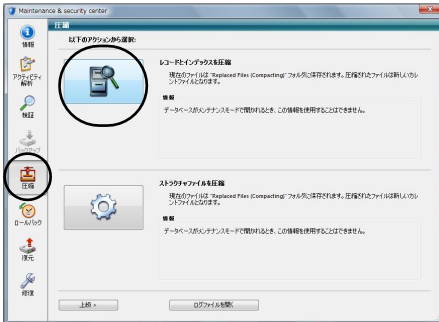 Maintenance & security center
圧縮
以下のアクションから選択:
情報
アクティビティ
解析
検証
バックアップ
圧縮
ロールバック
復元
修復
レコードとインデックスを圧縮
現在のファイルは "Replaced Files (Compacting)" フォルダに保存されます。圧縮されたファイルは新しいカレ
ントファイルとなります。
情報
データベースがメンテナンスモードで開かれるとき、この情報を使用することはできません。
ストラクチャファイルを圧縮
現在のファイルは "Replaced Files (Compacting)" フォルダに保存されます。圧縮されたファイルは新しいカレ
ントファイルとなります。
情報
データベースがメンテナンスモードで開かれるとき、この情報を使用することはできません。
上級 >
ログファイルを開く